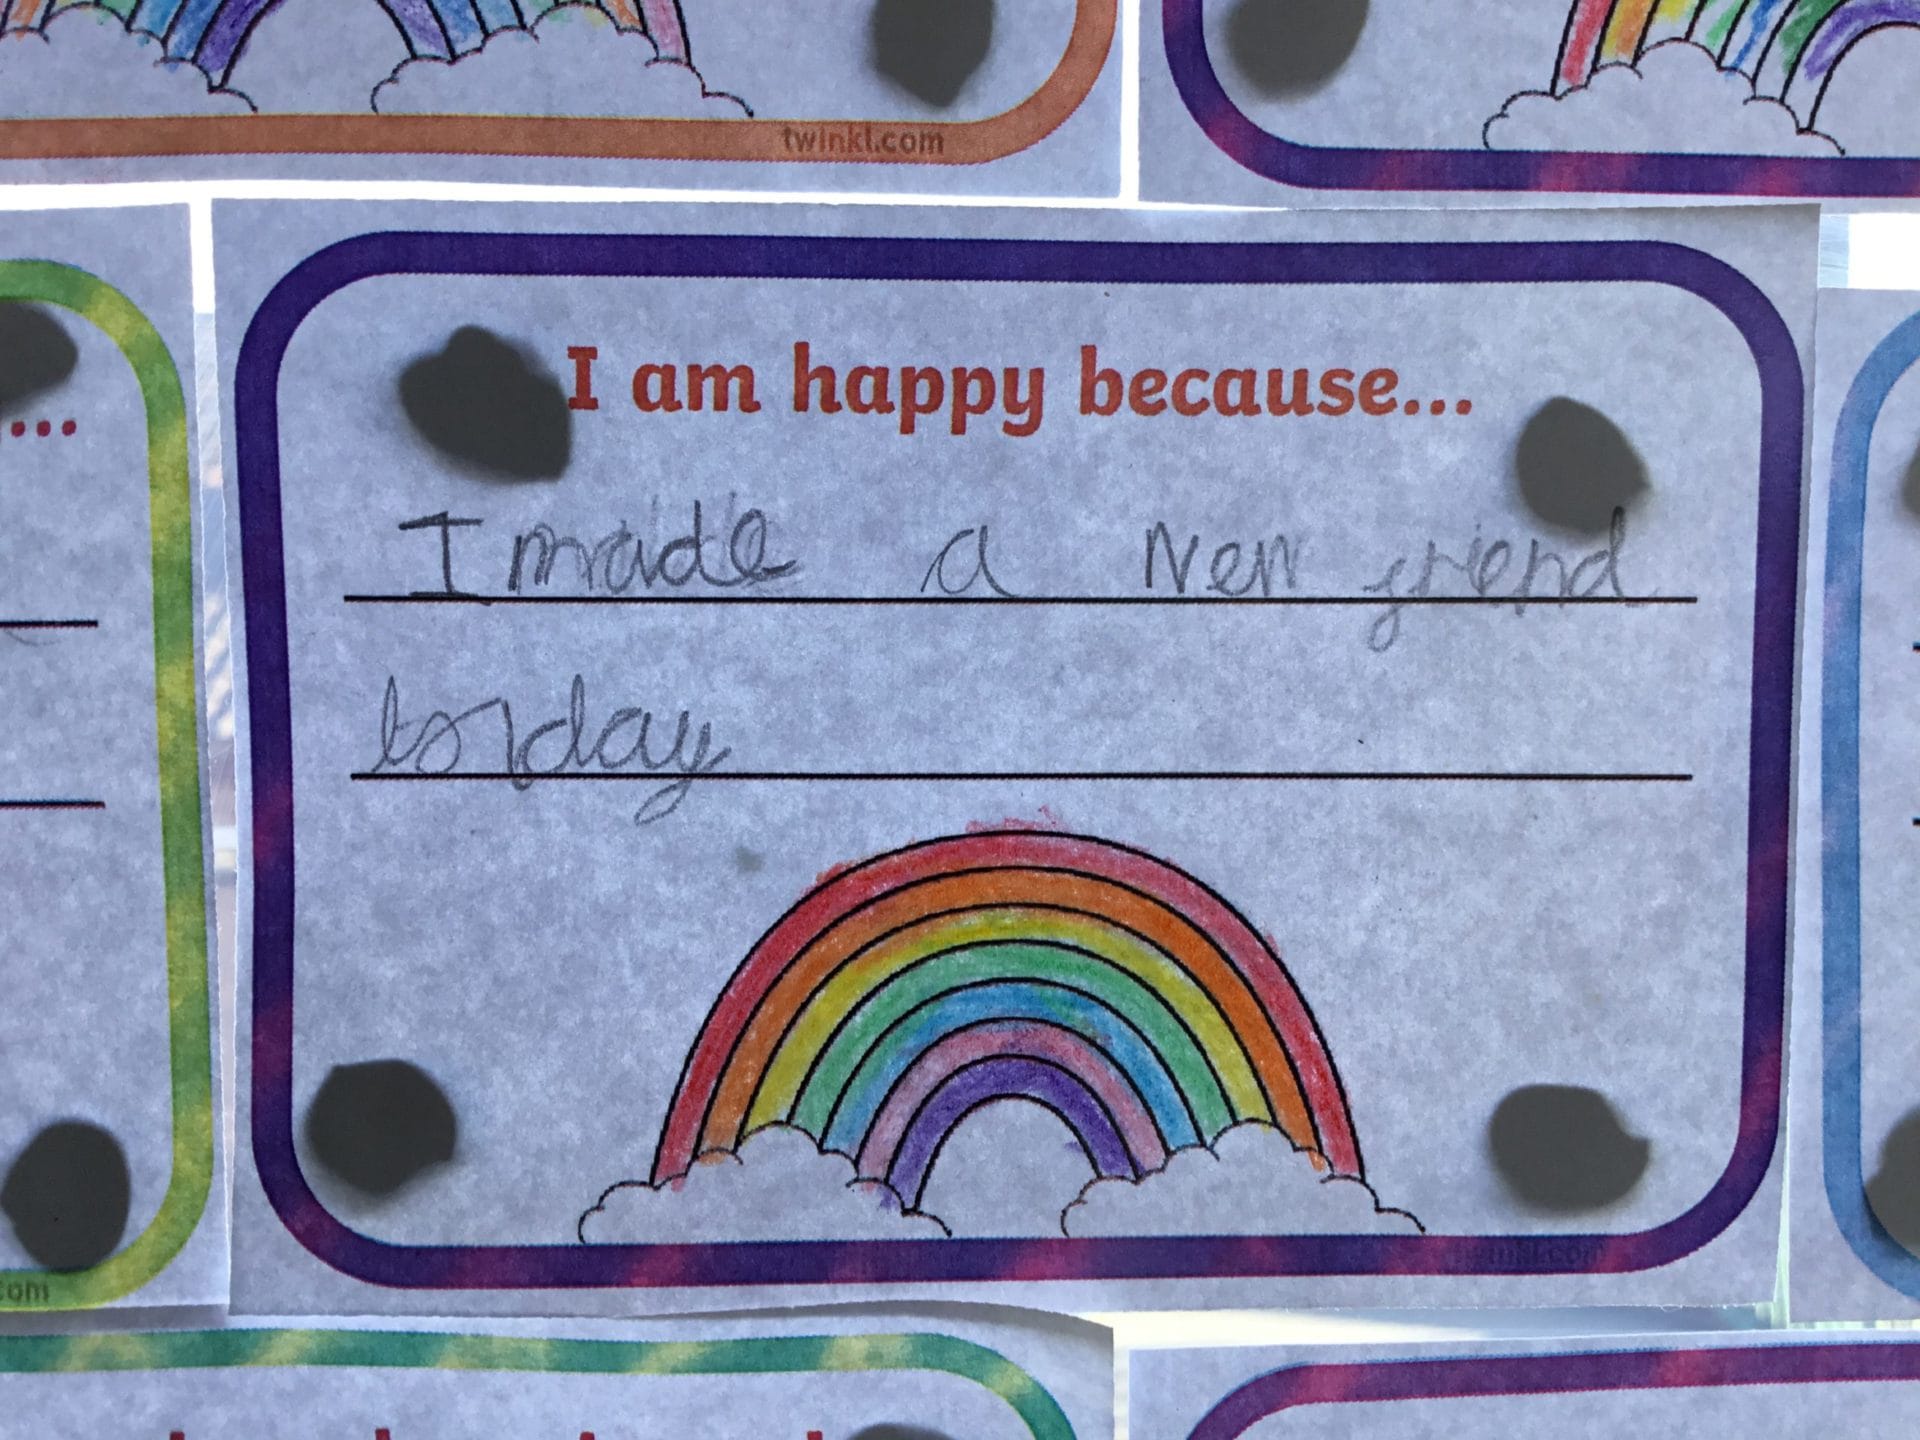 twinkl.com
I am happy because...
...
I made a new friend
today
twinkl.com
com